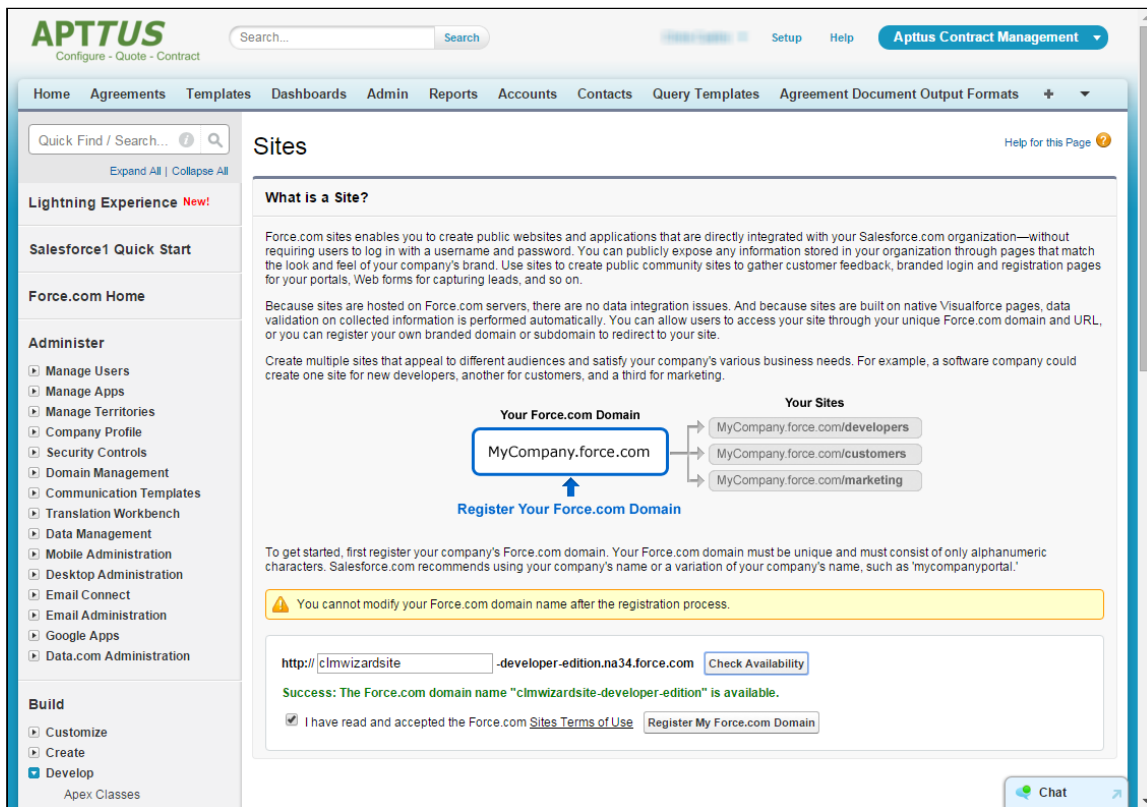 APTTUS
Configure - Quote - Contract
Search...
Search
Setup
Help
Apttus Contract Management
Home Agreements Templates Dashboards Admin Reports Accounts Contacts Query Templates Agreement Document Output Formats +
Quick Find / Search...
Expand All | Collapse All
Lightning Experience New!
Salesforce1 Quick Start
Force.com Home
Administer
Manage Users
Manage Apps
Manage Territories
Company Profile
Security Controls
Domain Management
Communication Templates
Translation Workbench
Data Management
Mobile Administration
Desktop Administration
Email Connect
Email Administration
Google Apps
Data.com Administration
Build
Customize
Create
Develop
Apex Classes
Sites
Help for this Page ?
What is a Site?
Force.com sites enables you to create public websites and applications that are directly integrated with your Salesforce.com organization—without
requiring users to log in with a username and password. You can publicly expose any information stored in your organization through pages that match
the look and feel of your company's brand. Use sites to create public community sites to gather customer feedback, branded login and registration pages
for your portals, Web forms for capturing leads, and so on.
Because sites are hosted on Force.com servers, there are no data integration issues. And because sites are built on native Visualforce pages, data
validation on collected information is performed automatically. You can allow users to access your site through your unique Force.com domain and URL,
or you can register your own branded domain or subdomain to redirect to your site.
Create multiple sites that appeal to different audiences and satisfy your company's various business needs. For example, a software company could
create one site for new developers, another for customers, and a third for marketing.
Your Force.com Domain
MyCompany.force.com
Register Your Force.com Domain
Your Sites
MyCompany.force.com/developers
MyCompany.force.com/customers
MyCompany.force.com/marketing
To get started, first register your company's Force.com domain. Your Force.com domain must be unique and must consist of only alphanumeric
characters. Salesforce.com recommends using your company's name or a variation of your company's name, such as 'mycompanyportal.'
You cannot modify your Force.com domain name after the registration process.
http:// clmwizardsite -developer-edition.na34.force.com Check Availability
Success: The Force.com domain name "clmwizardsite-developer-edition" is available.
I have read and accepted the Force.com Sites Terms of Use Register My Force.com Domain
Chat